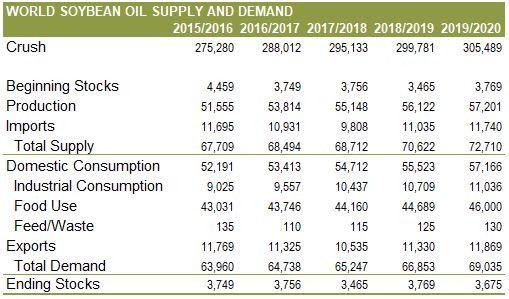 WORLD SOYBEAN OIL SUPPLY AND DEMAND
2015/2016 2016/2017 2017/2018 2018/2019 2019/2020
Crush 275,280 288,012 295,133 299,781 305,489
Beginning Stocks 4,459 3,749 3,756 3,465 3,769
Production 51,555 53,814 55,148 56,122 57,201
Imports 11,695 10,931 9,808 11,035 11,740
Total Supply 67,709 68,494 68,712 70,622 72,710
Domestic Consumption 52,191 53,413 54,712 55,523 57,166
Industrial Consumption 9,025 9,557 10,437 10,709 11,036
Food Use 43,031 43,746 44,160 44,689 46,000
Feed/Waste 135 110 115 125 130
Exports 11,769 11,325 10,535 11,330 11,869
Total Demand 63,960 64,738 65,247 66,853 69,035
Ending Stocks 3,749 3,756 3,465 3,769 3,675